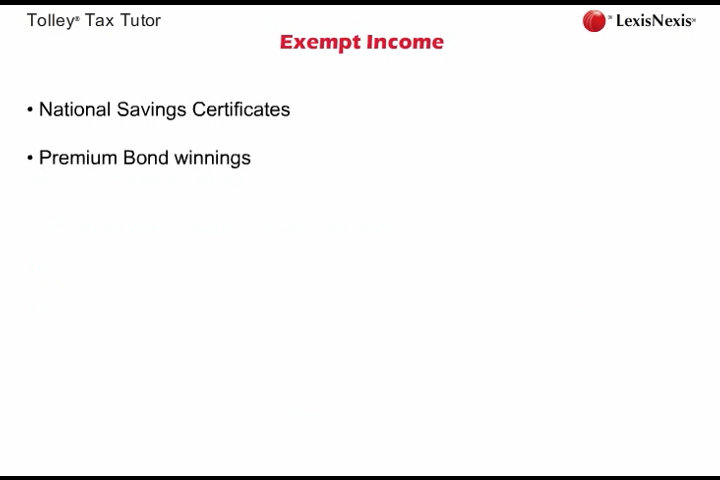 Tolley® Tax Tutor
LexisNexis®
Exempt Income
• National Savings Certificates
• Premium Bond winnings